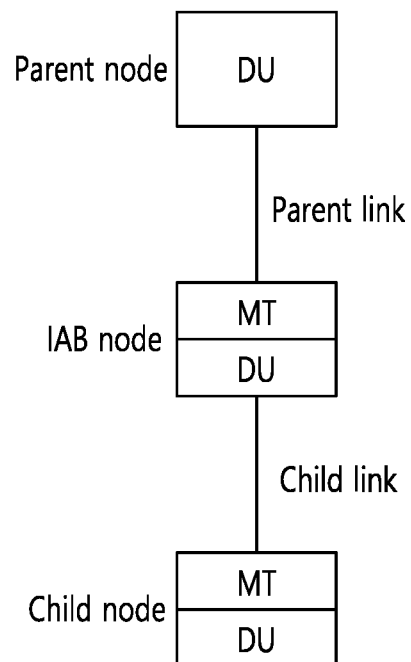 Parent node
DU
Parent link
IAB node
MT
DU
Child link
Child node
MT
DU